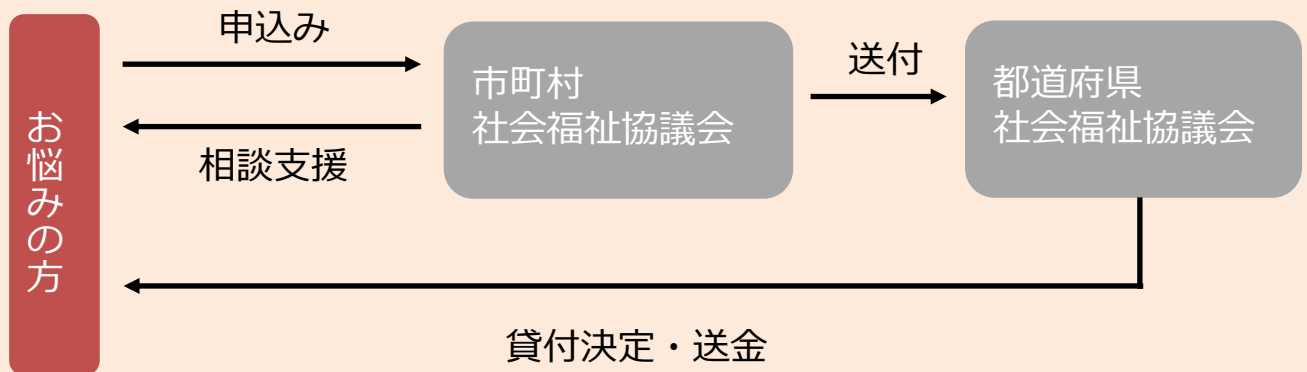 お悩みの方
申込み
相談支援
市町村
社会福祉協議会
送付
都道府県
社会福祉協議会
貸付決定・送金